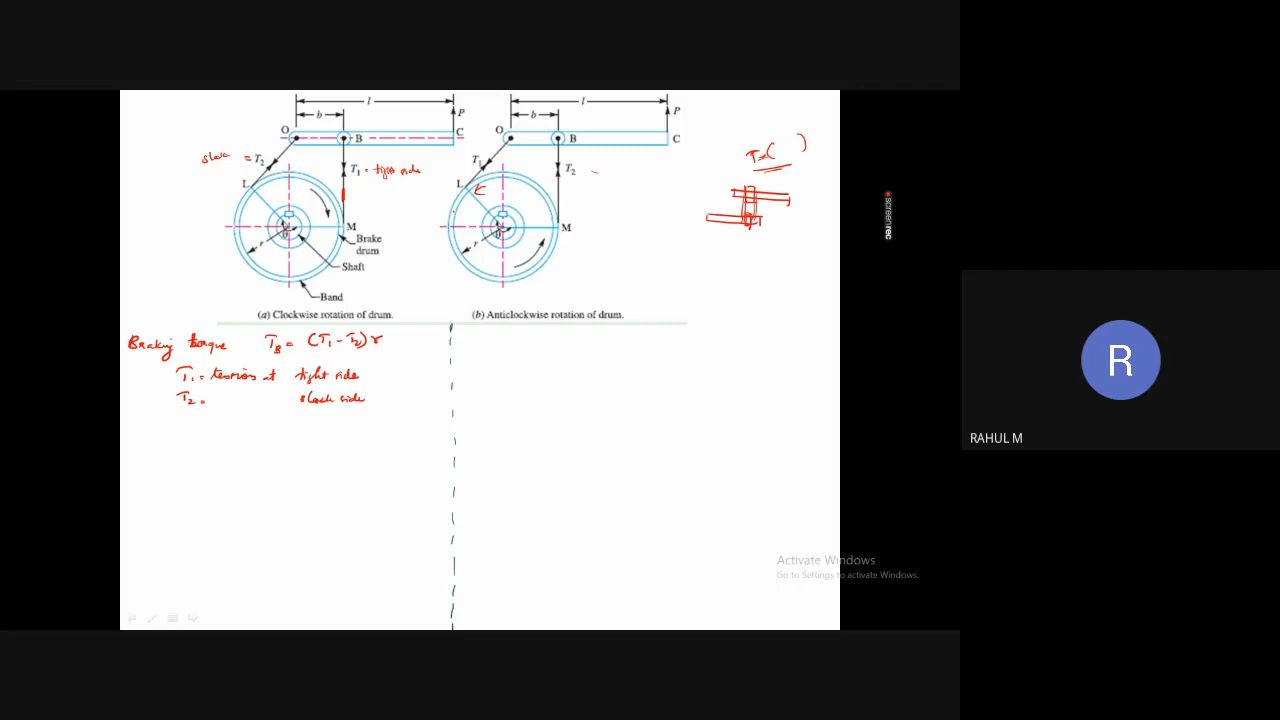 l l
b P b P
O B C O B C
slack = T2 T1 = tight side T1 T2
L M L M
θ θ
r r
Brake
drum
Shaft
Band
(a) Clockwise rotation of drum. (b) Anticlockwise rotation of drum.
Braking torque TB = (T1 - T2) r
T1 = tension at tight side
T2 = slack side
screenrec
R
RAHUL M
Activate Windows
Go to Settings to activate Windows.